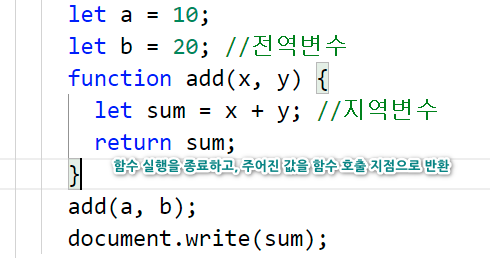 let a = 10;
let b = 20; //전역변수
function add(x, y) {
let sum = x + y; //지역변수
return sum;
함수 실행을 종료하고, 주어진 값을 함수 호출 지점으로 반환
}
add(a, b);
document.write(sum);